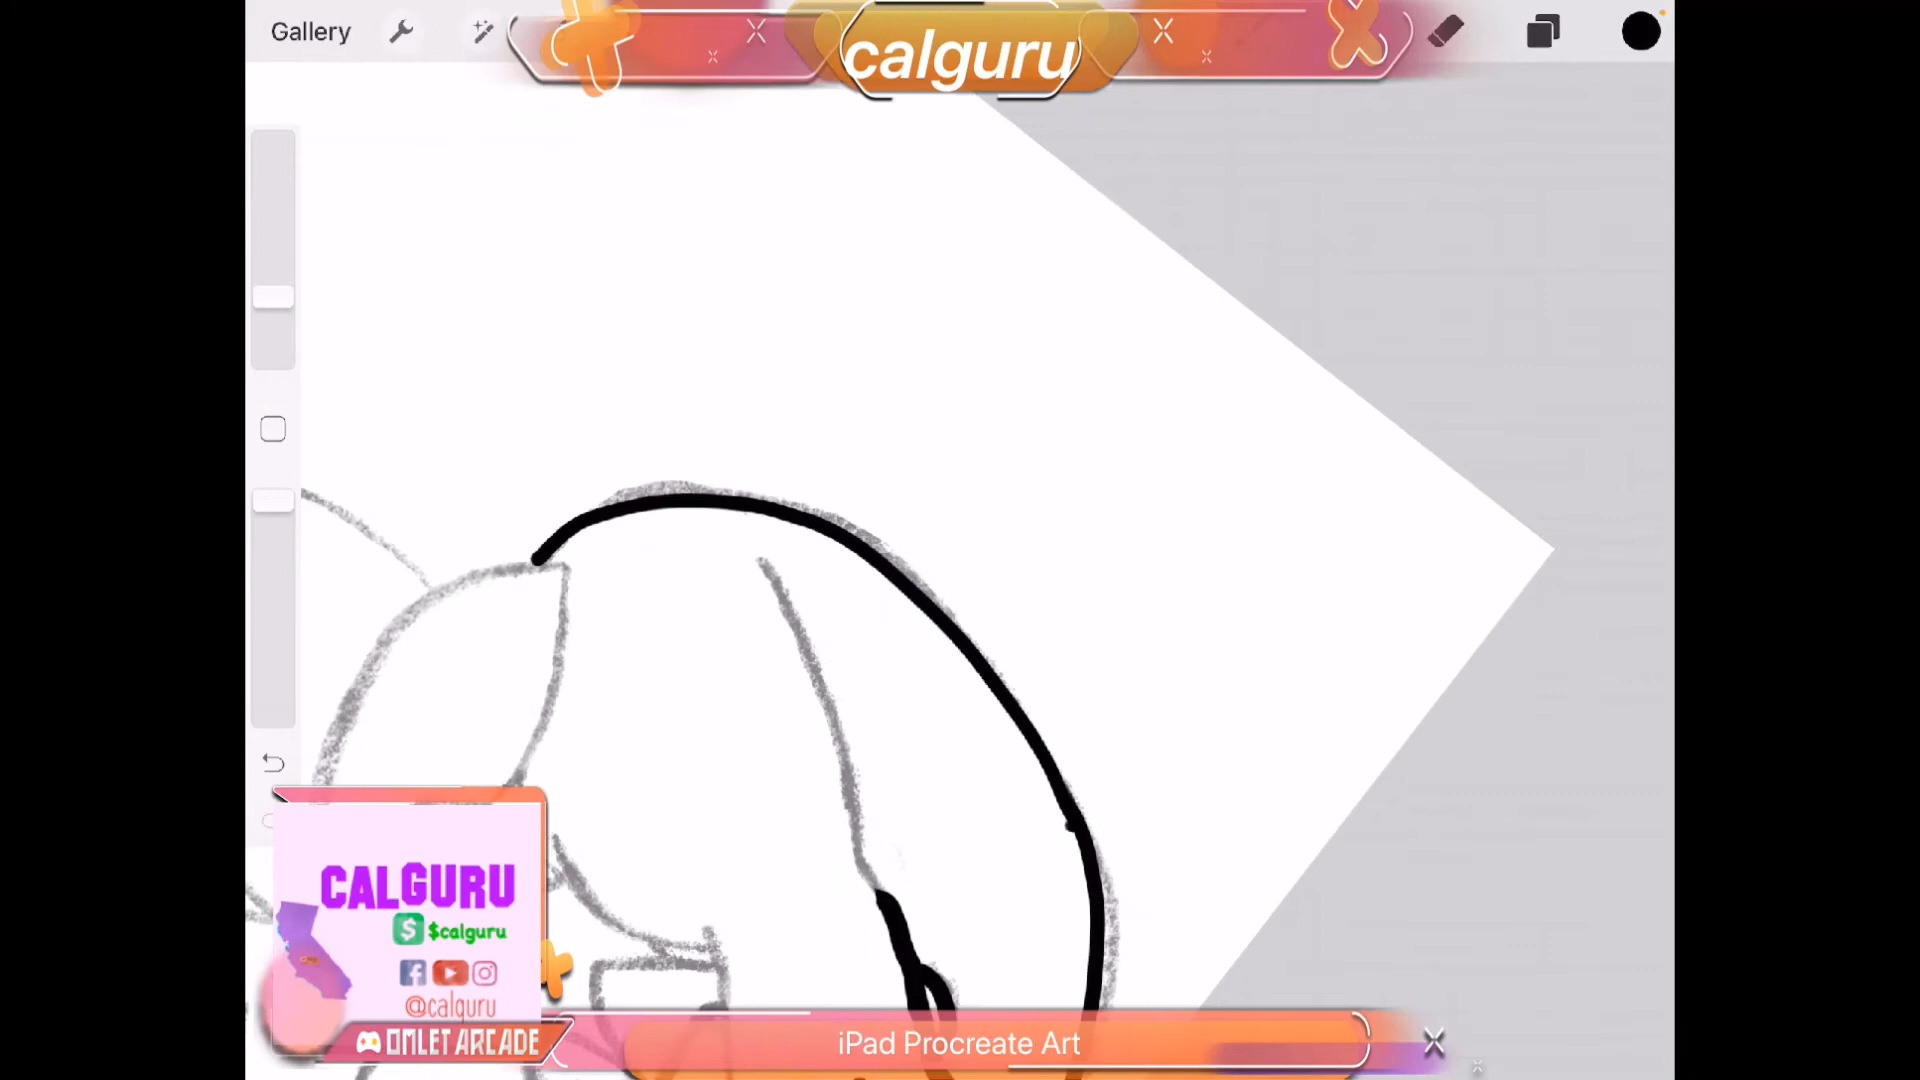 Gallery
calguru
CALGURU
$ $calguru
@calguru
OMLET ARCADE
iPad Procreate Art